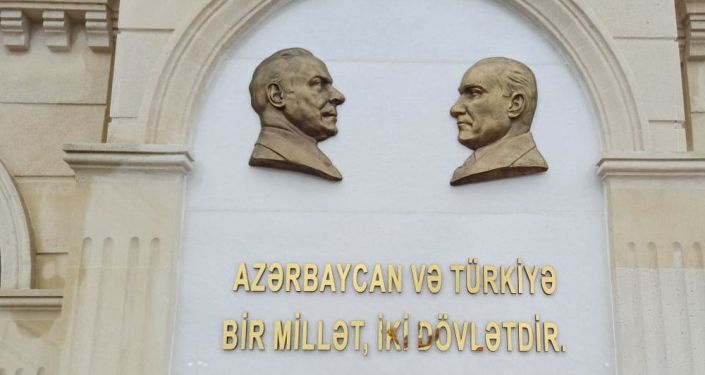 AZƏRBAYCAN VƏ TÜRKİYƏ
BİR MİLLƏT, İKİ DÖVLƏTDİR.